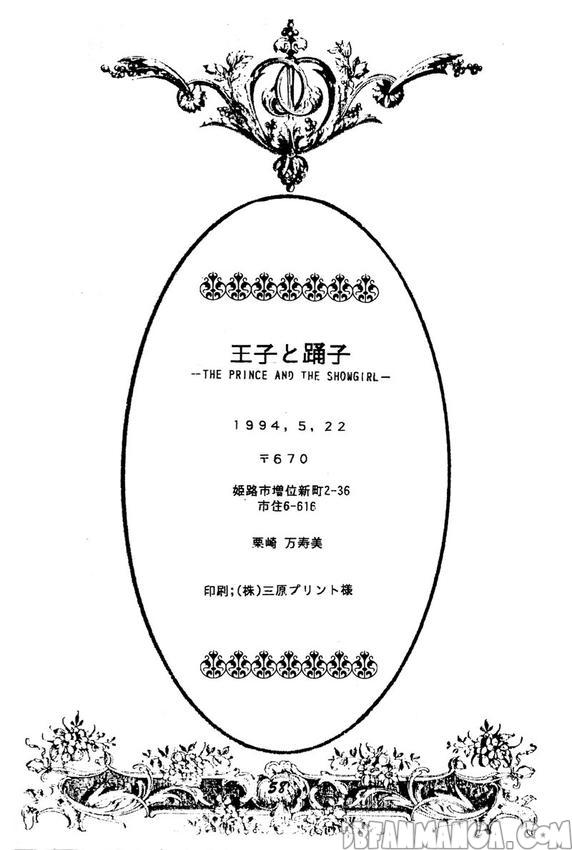 王子と踊子
--THE PRINCE AND THE SHOWGIRL—
1994, 5, 22
〒670
姫路市増位新町2-36
市住6-616
栗崎 万寿美
印刷;(株)三原プリント様
58
DBFANMANGA.COM